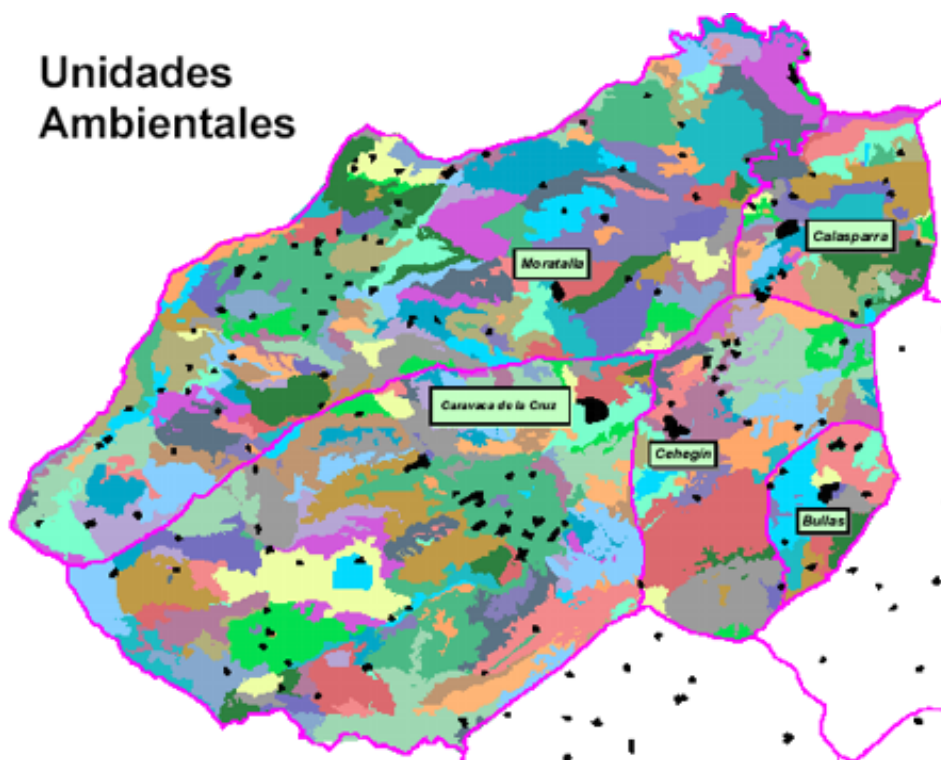 Unidades
Ambientales
Calasparra
Moratalla
Caravaca de la Cruz
Cehegín
Bullas